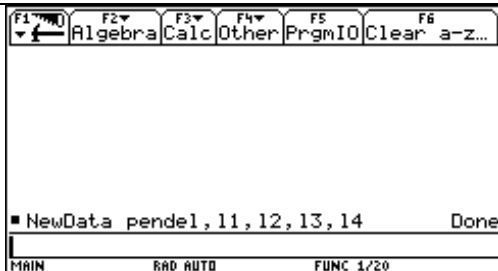 F1 F2 F3 F4 F5 F6
Algebra Calc Other PrgmIO Clear a-z…
NewData pendel,l1,l2,l3,l4 Done
MAIN RAD AUTO FUNC 1/20